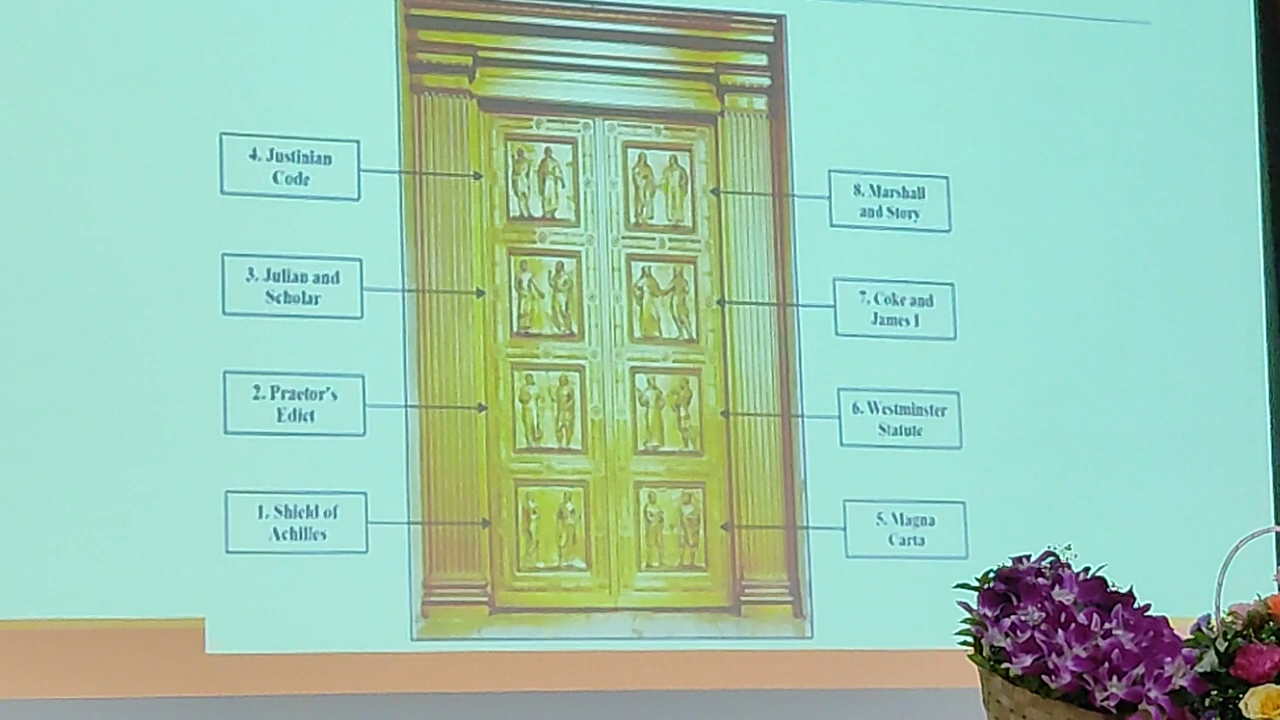 4. Justinian
Code
3. Julian and
Scholar
2. Praetor's
Edict
1. Shield of
Achilles
8. Marshall
and Story
7. Coke and
James I
6. Westminster
Statute
5. Magna
Carta